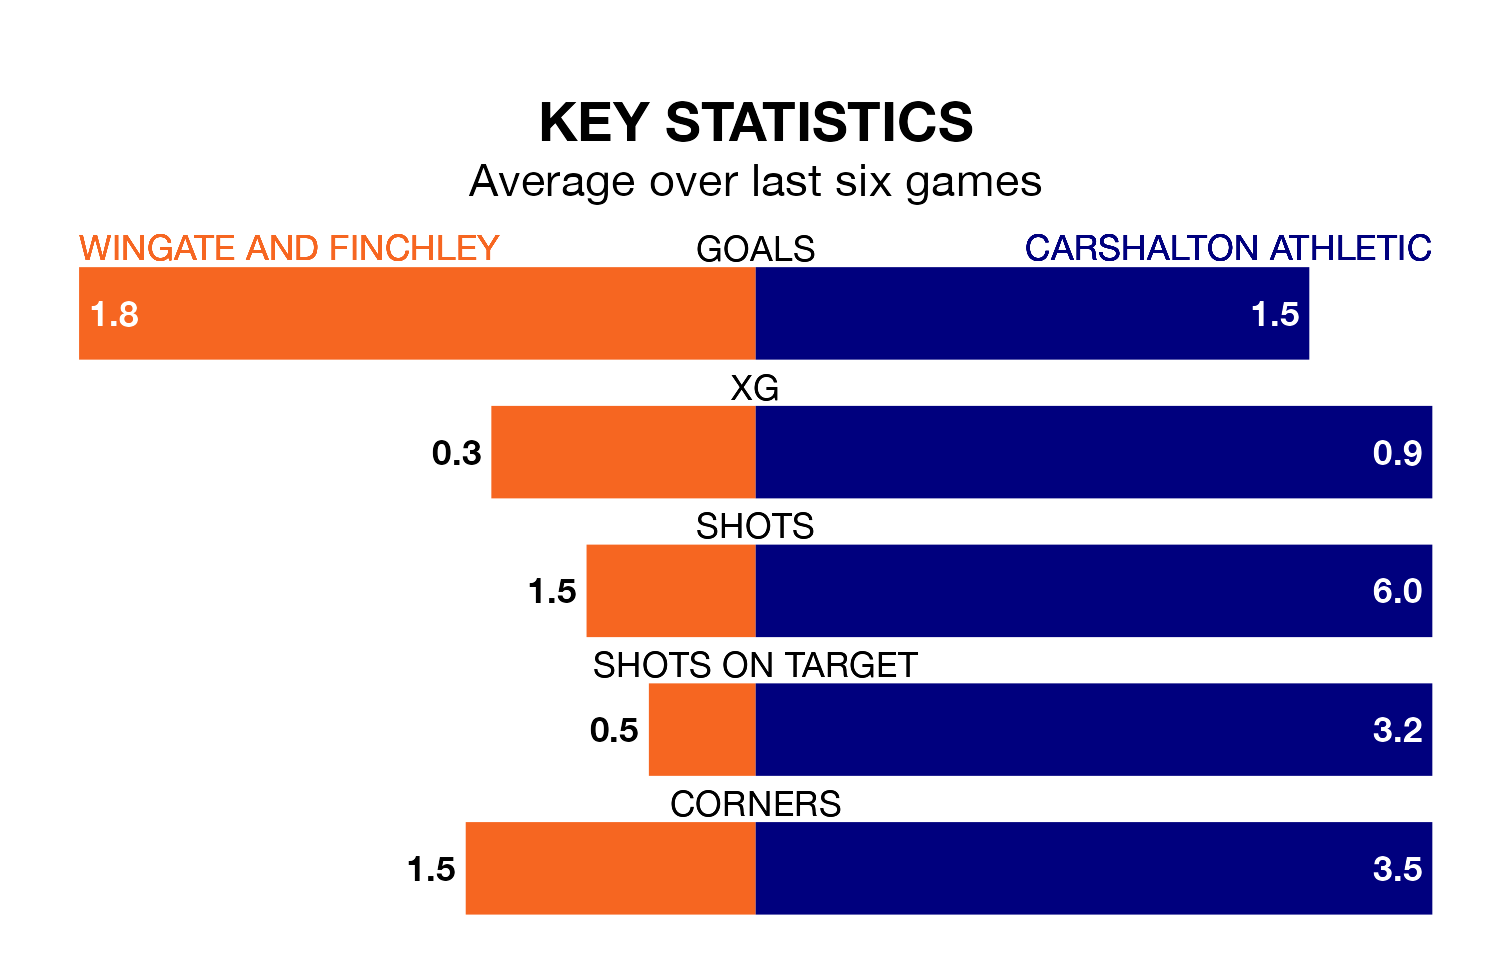 KEY STATISTICS
Average over last six games
WINGATE AND FINCHLEY GOALS CARSHALTON ATHLETIC
1.8 1.5
XG
0.3 0.9
SHOTS
1.5 6.0
SHOTS ON TARGET
0.5 3.2
CORNERS
1.5 3.5